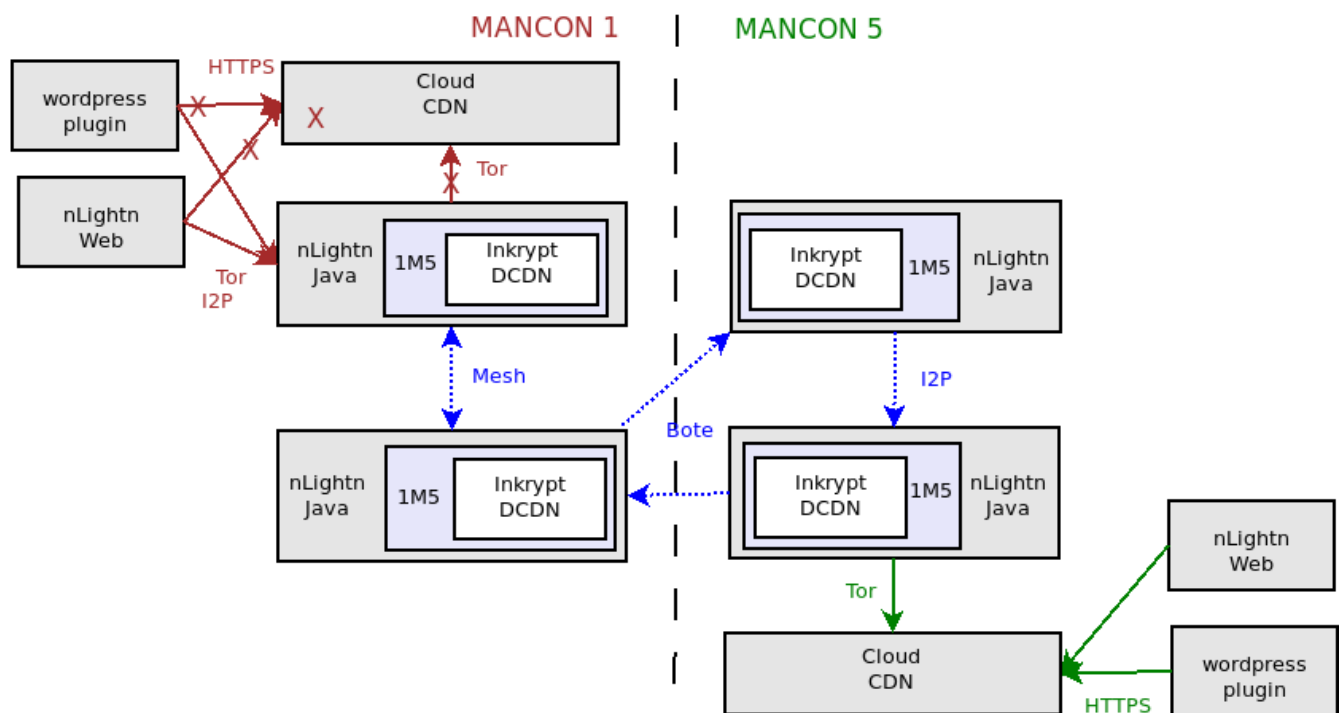 MANCON 1
MANCON 5
HTTPS
wordpress
plugin
X
X
Cloud
CDN
X
nLightn
Web
X
Tor
nLightn
Java
1M5
Inkrypt
DCDN
Tor
I2P
Inkrypt
DCDN
1M5
nLightn
Java
Mesh
I2P
Bote
nLightn
Java
1M5
Inkrypt
DCDN
Inkrypt
DCDN
1M5
nLightn
Java
nLightn
Web
Tor
Cloud
CDN
HTTPS
wordpress
plugin